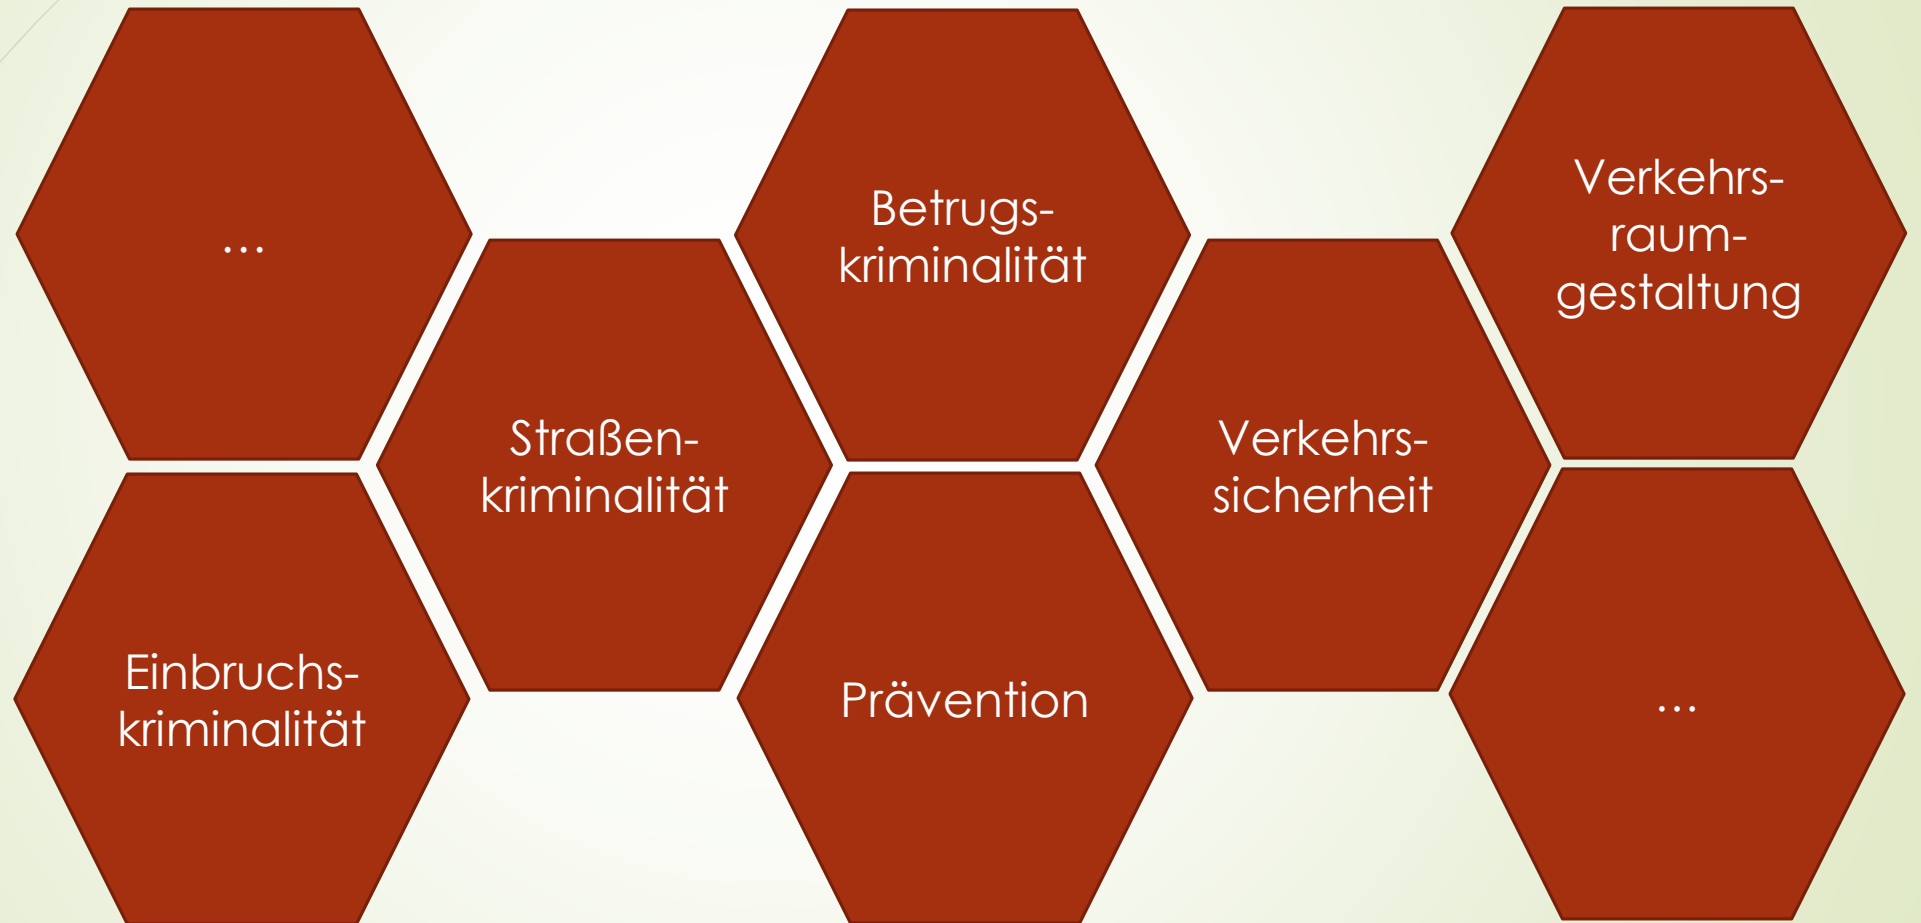 …
Einbruchs-
kriminalität
Straßen-
kriminalität
Betrugs-
kriminalität
Prävention
Verkehrs-
sicherheit
Verkehrs-
raum-
gestaltung
…